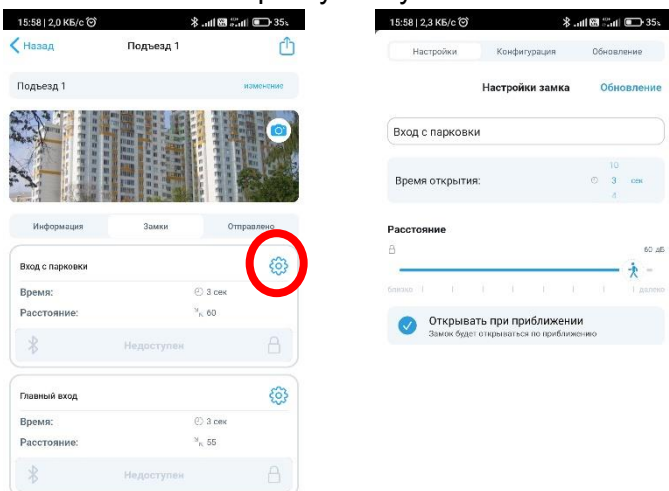 15:58 | 2,0 КБ/с
35%
Назад
Подъезд 1
Подъезд 1
изменение
Информация
Замки
Отправлено
Вход с парковки
Время:
3 сек
Расстояние:
60
Недоступен
Главный вход
Время:
3 сек
Расстояние:
55
Недоступен
15:58 | 2,3 КБ/с
35%
Настройки
Конфигурация
Обновление
Настройки замка
Обновление
Вход с парковки
Время открытия:
10
3 сек
4
Расстояние
60 дБ
близко
далеко
Открывать при приближении
Замок будет открываться по приближению